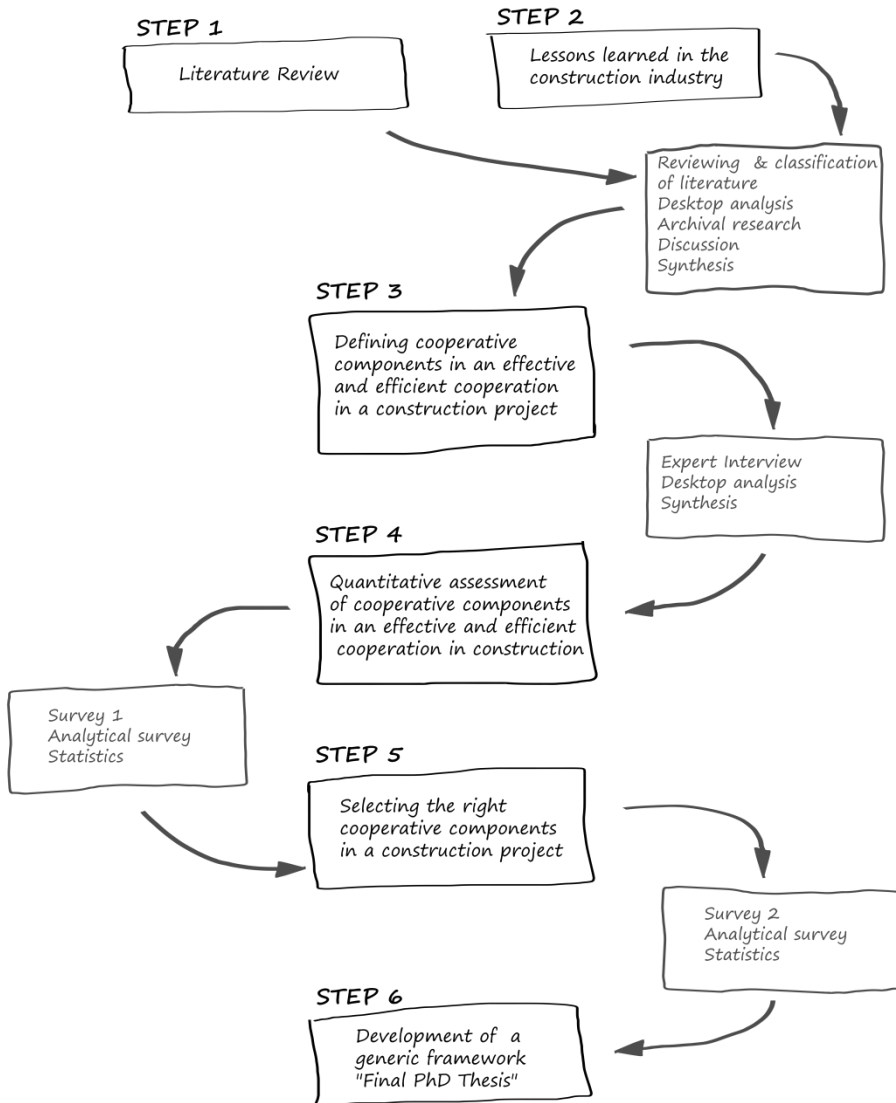 STEP 1
Literature Review
STEP 2
Lessons learned in the
construction industry
Reviewing & classification
of literature
Desktop analysis
Archival research
Discussion
Synthesis
STEP 3
Defining cooperative
components in an effective
and efficient cooperation
in a construction project
Expert Interview
Desktop analysis
Synthesis
STEP 4
Quantitative assessment
of cooperative components
in an effective and efficient
cooperation in construction
Survey 1
Analytical survey
Statistics
STEP 5
Selecting the right
cooperative components
in a construction project
Survey 2
Analytical survey
Statistics
STEP 6
Development of a
generic framework
"Final PhD Thesis"